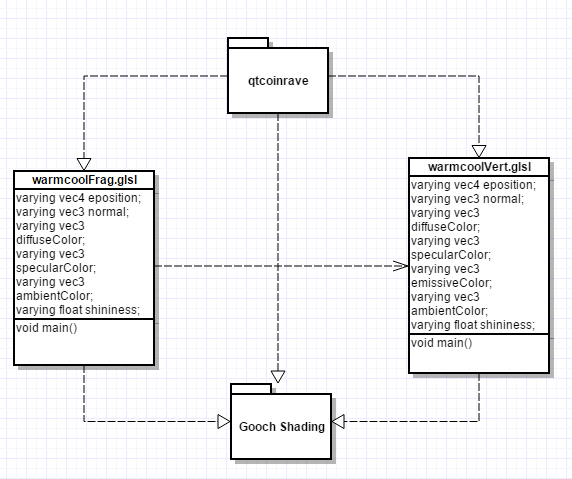 qtcoinrave
warmcoolFrag.glsl
varying vec4 eposition;
varying vec3 normal;
varying vec3
diffuseColor;
varying vec3
specularColor;
varying vec3
ambientColor;
varying float shininess;
void main()
warmcoolVert.glsl
varying vec4 eposition;
varying vec3 normal;
varying vec3
diffuseColor;
varying vec3
specularColor;
varying vec3
emissiveColor;
varying vec3
ambientColor;
varying float shininess;
void main()
Gooch Shading